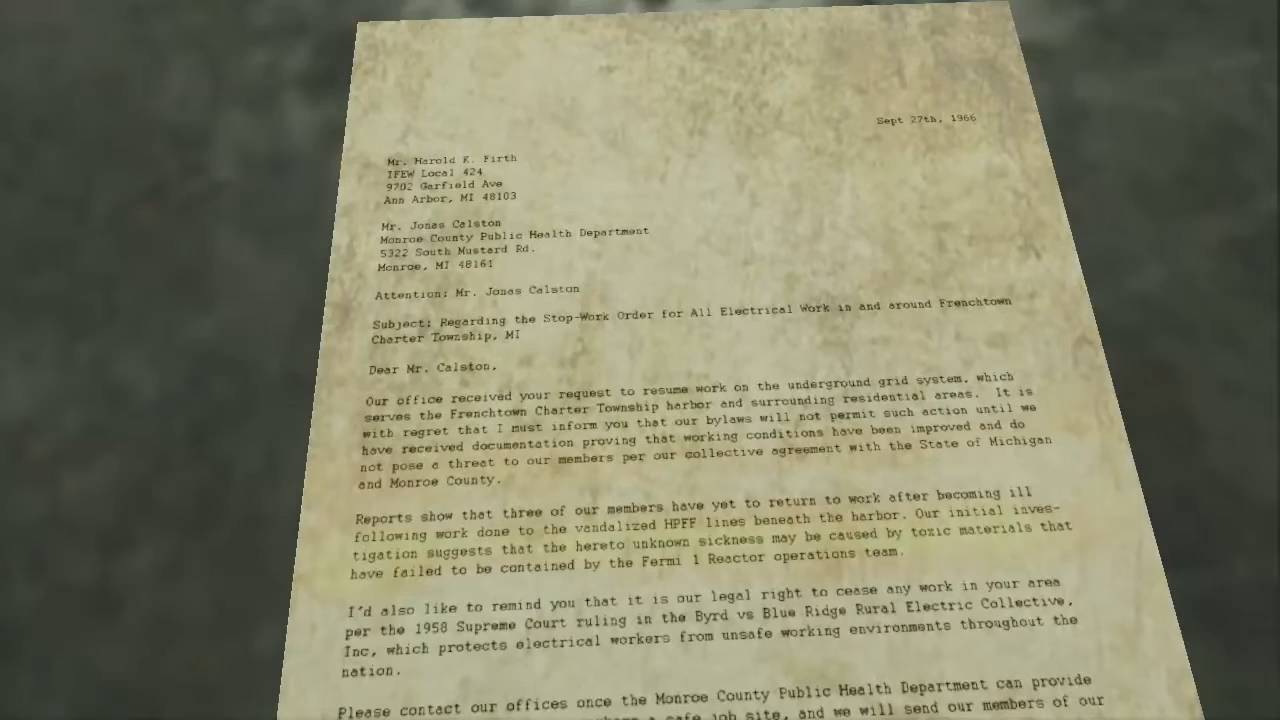 Sept 27th, 1966
Mr. Harold K. Firth
IFEW Local 424
9702 Garfield Ave
Ann Arbor, MI 48103
Mr. Jonas Calston
Monroe County Public Health Department
5322 South Mustard Rd.
Monroe, MI 48161
Attention: Mr. Jonas Calston
Subject: Regarding the Stop-Work Order for All Electrical Work in and around Frenchtown
Charter Township, MI
Dear Mr. Calston,
Our office received your request to resume work on the underground grid system, which
serves the Frenchtown Charter Township harbor and surrounding residential areas. It is
with regret that I must inform you that our bylaws will not permit such action until we
have received documentation proving that working conditions have been improved and do
not pose a threat to our members per our collective agreement with the State of Michigan
and Monroe County.
Reports show that three of our members have yet to return to work after becoming ill
following work done to the vandalized HPFF lines beneath the harbor. Our initial inves-
tigation suggests that the hereto unknown sickness may be caused by toxic materials that
have failed to be contained by the Fermi 1 Reactor operations team.
I'd also like to remind you that it is our legal right to cease any work in your area
per the 1958 Supreme Court ruling in the Byrd vs Blue Ridge Rural Electric Collective,
Inc, which protects electrical workers from unsafe working environments throughout the
nation.
Please contact our offices once the Monroe County Public Health Department can provide
a safe job site, and we will send our members of our